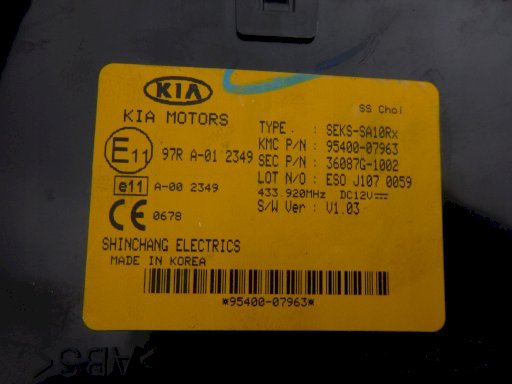 KIA
SS Choi
KIA MOTORS
TYPE : SEKS-SA10Rx
KMC P/N : 95400-07963
SEC P/N : 36087G-1002
LOT N/O : ESO J107 0059
433.920MHz DC12V
S/W Ver : V1.03
E11 97R A-01 2349
e11 A-00 2349
CE 0678
SHINCHANG ELECTRICS
MADE IN KOREA
*95400-07963*
>ABS<